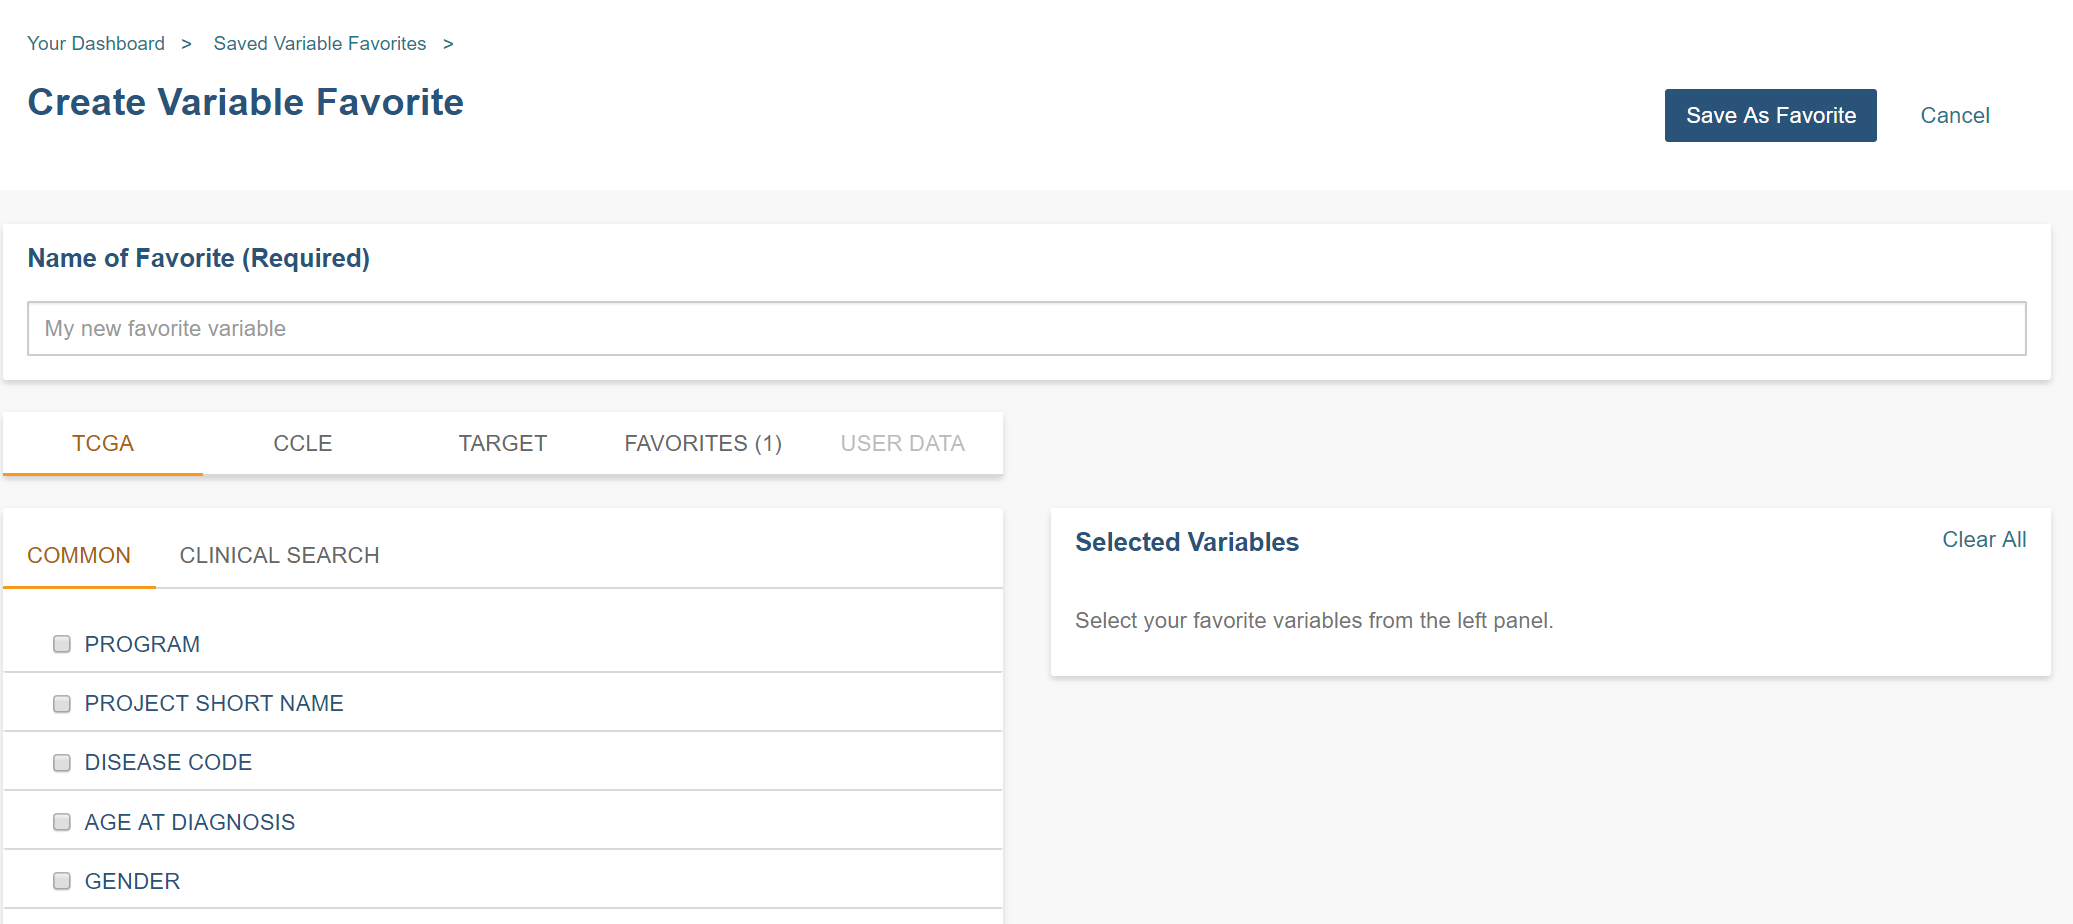 Your Dashboard > Saved Variable Favorites >
Create Variable Favorite
Save As Favorite
Cancel
Name of Favorite (Required)
My new favorite variable
TCGA CCLE TARGET FAVORITES (1) USER DATA
COMMON CLINICAL SEARCH
PROGRAM
PROJECT SHORT NAME
DISEASE CODE
AGE AT DIAGNOSIS
GENDER
Selected Variables
Clear All
Select your favorite variables from the left panel.